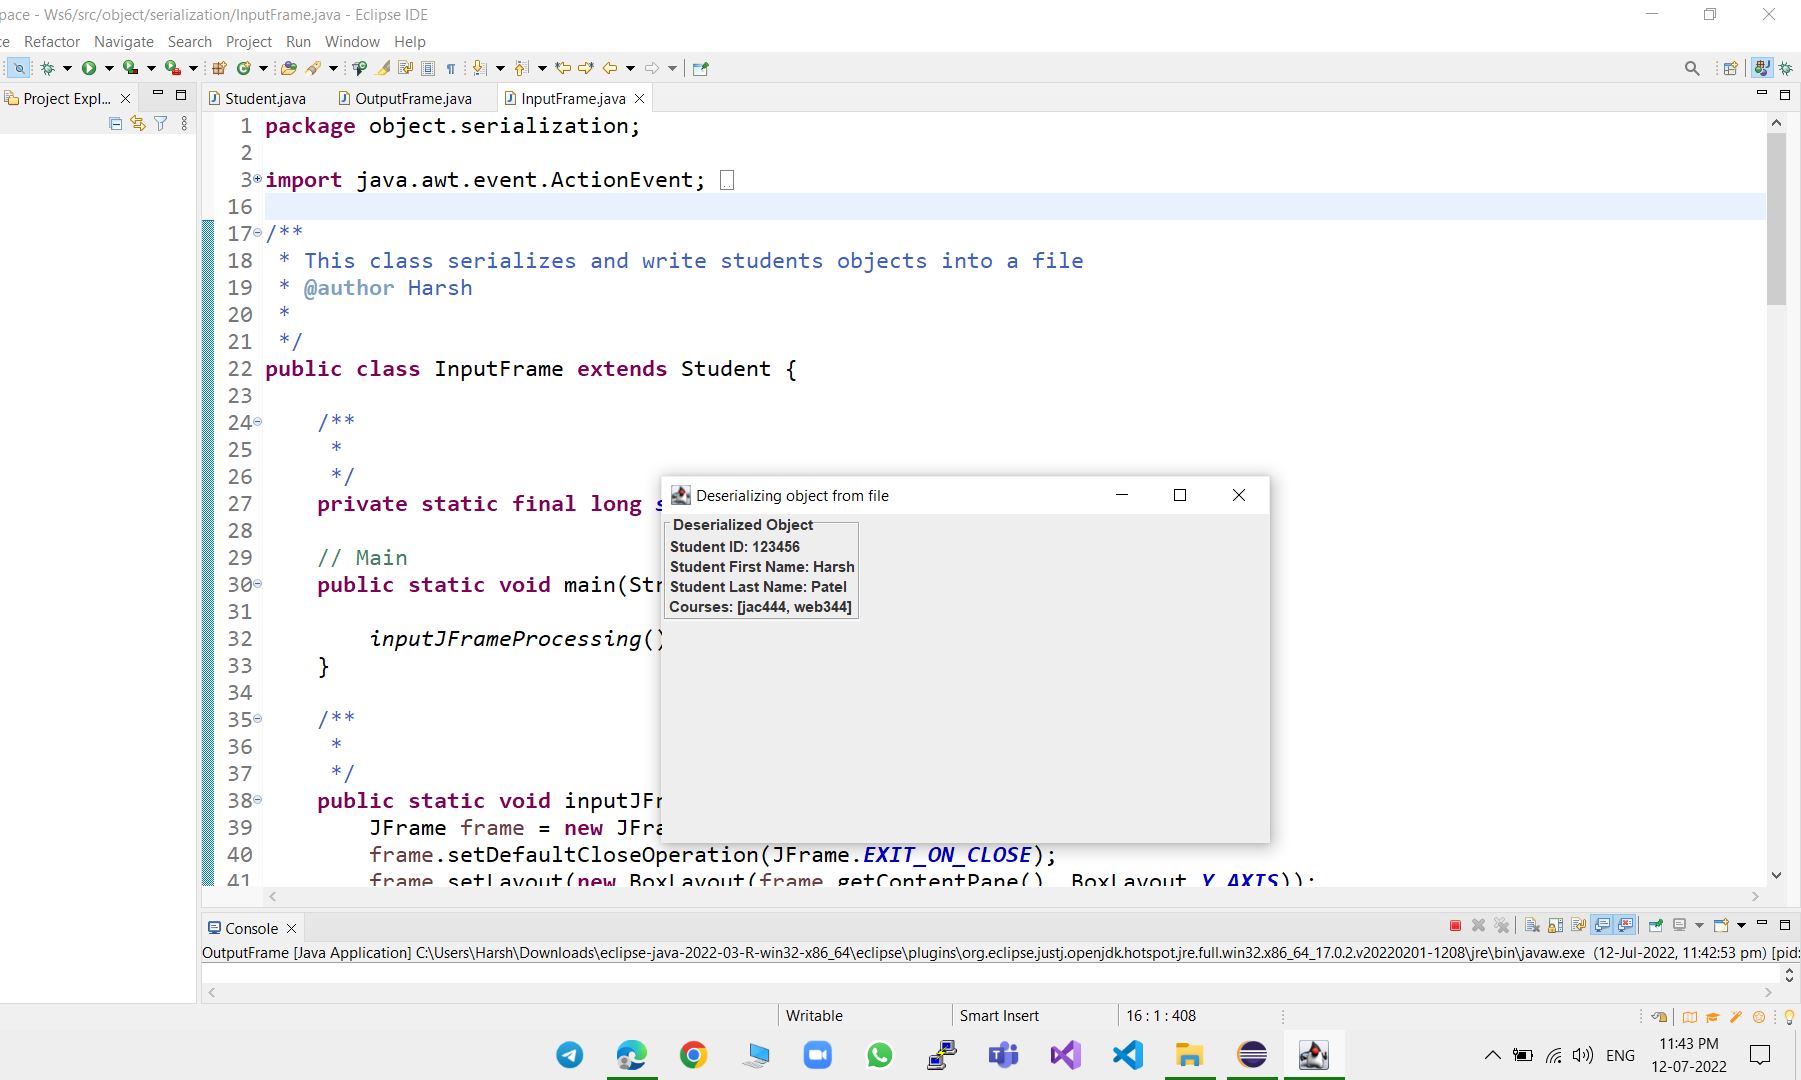 pace - Ws6/src/object/serialization/InputFrame.java - Eclipse IDE
ce Refactor Navigate Search Project Run Window Help
Project Expl...
Student.java OutputFrame.java InputFrame.java
1 package object.serialization;
2
3 import java.awt.event.ActionEvent;
16
17 /**
18 * This class serializes and write students objects into a file
19 * @author Harsh
20 *
21 */
22 public class InputFrame extends Student {
23
24 /**
25 *
26 */
27 private static final long s
28
29 // Main
30 public static void main(Str
31
32 inputJFrameProcessing()
33 }
34
35 /**
36 *
37 */
38 public static void inputJFr
39 JFrame frame = new JFra
40 frame.setDefaultCloseOperation(JFrame.EXIT_ON_CLOSE);
41 frame.setLayout(new BoxLayout(frame.getContentPane(), BoxLayout.Y_AXIS));
Deserializing object from file
Deserialized Object
Student ID: 123456
Student First Name: Harsh
Student Last Name: Patel
Courses: [jac444, web344]
Console
OutputFrame [Java Application] C:\Users\Harsh\Downloads\eclipse-java-2022-03-R-win32-x86_64\eclipse\plugins\org.eclipse.justj.openjdk.hotspot.jre.full.win32.x86_64_17.0.2.v20220201-1208\jre\bin\javaw.exe (12-Jul-2022, 11:42:53 pm) [pid:
Writable Smart Insert 16 : 1 : 408
ENG
11:43 PM
12-07-2022